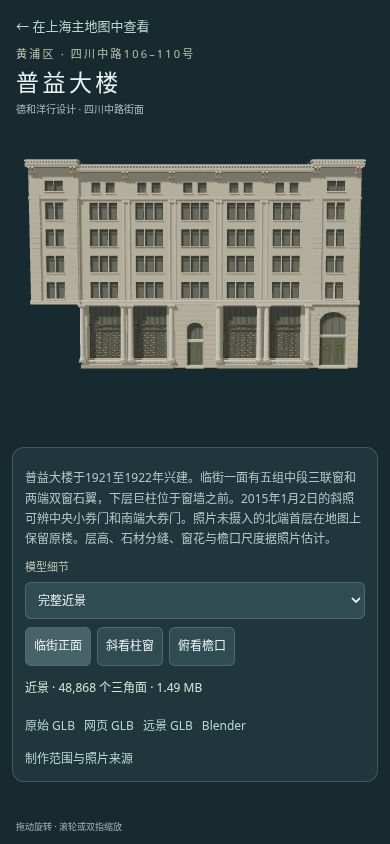 ← 在上海主地图中查看
黄浦区 · 四川中路106–110号
普益大楼
德和洋行设计 · 四川中路街面
普益大楼于1921至1922年兴建。临街一面有五组中段三联窗和
两端双窗石翼，下层巨柱位于窗墙之前。2015年1月2日的斜照
可辨中央小券门和南端大券门。照片未摄入的北端首层在地图上
保留原楼。层高、石材分缝、窗花与檐口尺度据照片估计。
模型细节
完整近景
临街正面 斜看柱窗 俯看檐口
近景 · 48,868 个三角面 · 1.49 MB
原始 GLB 网页 GLB 远景 GLB Blender
制作范围与照片来源
拖动旋转 · 滚轮或双指缩放